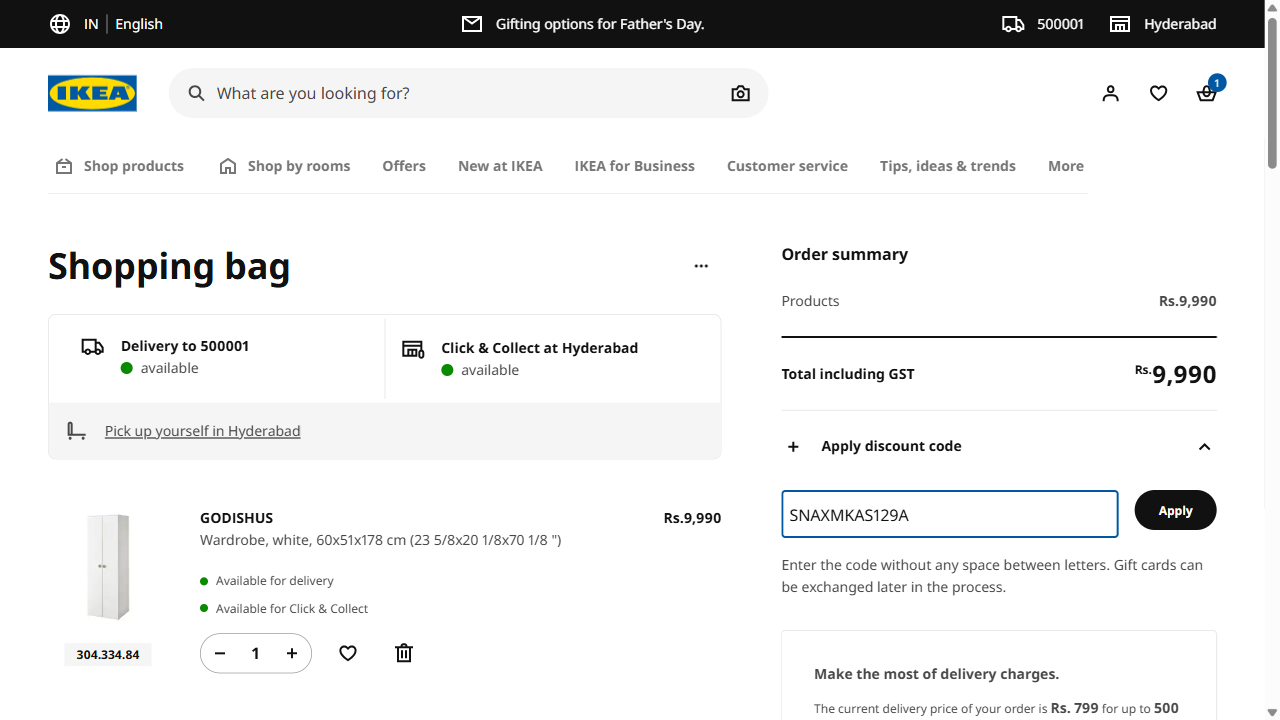 IN English
Gifting options for Father's Day.
500001
Hyderabad
IKEA
What are you looking for?
1
Shop products
Shop by rooms
Offers
New at IKEA
IKEA for Business
Customer service
Tips, ideas & trends
More
Shopping bag
Delivery to 500001
available
Click & Collect at Hyderabad
available
Pick up yourself in Hyderabad
GODISHUS
Rs.9,990
Wardrobe, white, 60x51x178 cm (23 5/8x20 1/8x70 1/8 ")
Available for delivery
Available for Click & Collect
304.334.84
1
Order summary
Products Rs.9,990
Total including GST Rs.9,990
Apply discount code
SNAXMKAS129A
Apply
Enter the code without any space between letters. Gift cards can
be exchanged later in the process.
Make the most of delivery charges.
The current delivery price of your order is Rs. 799 for up to 500